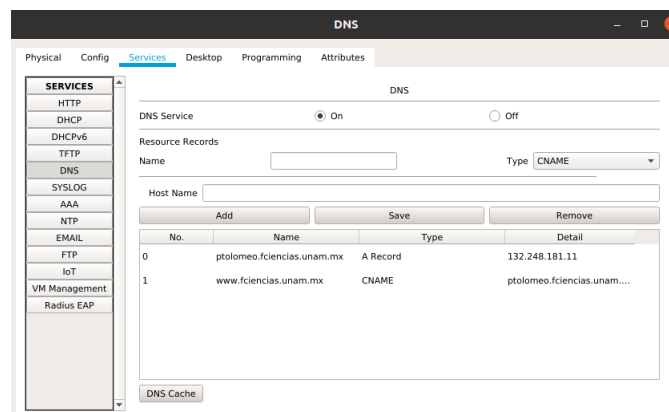 DNS
Physical Config Services Desktop Programming Attributes
SERVICES
HTTP
DHCP
DHCPv6
TFTP
DNS
SYSLOG
AAA
NTP
EMAIL
FTP
IoT
VM Management
Radius EAP
DNS
DNS Service On Off
Resource Records
Name Type CNAME
Host Name
Add Save Remove
No. Name Type Detail
0 ptolomeo.fciencias.unam.mx A Record 132.248.181.11
1 www.fciencias.unam.mx CNAME ptolomeo.fciencias.unam....
DNS Cache